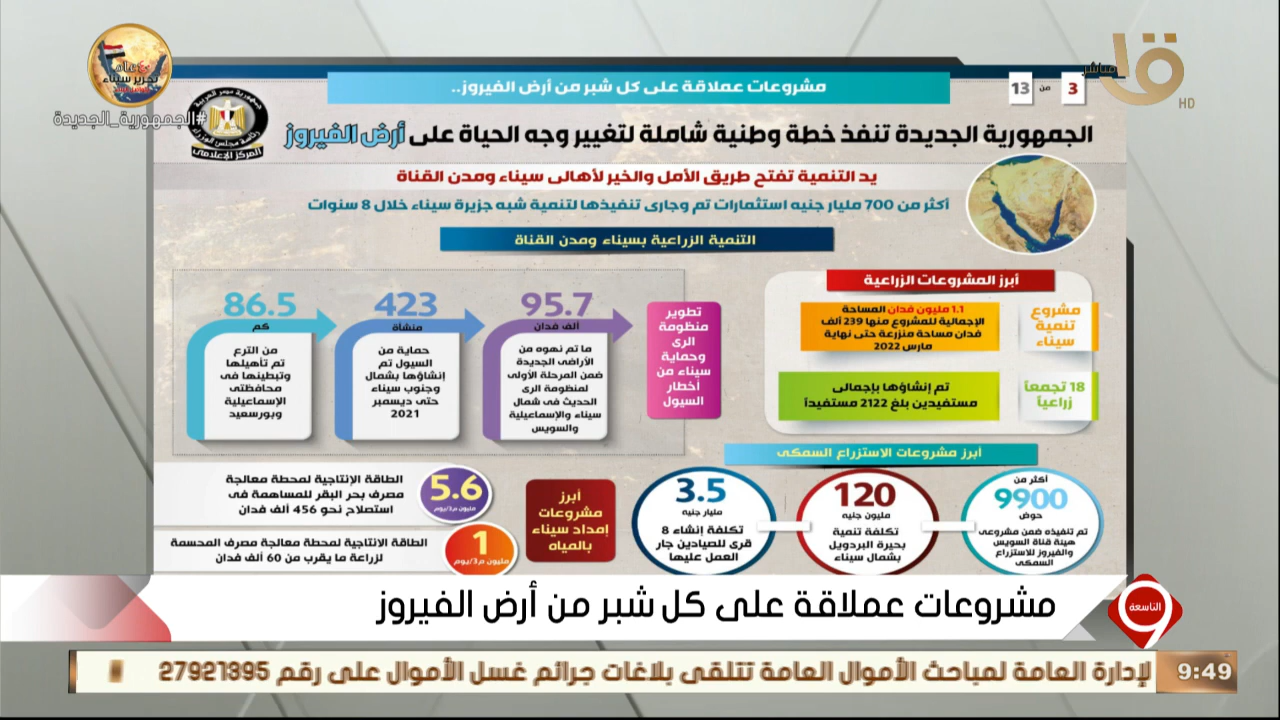 عام
تحرير سيناء
#الجمهورية_الجديدة
مباشر
HD
3 من 13
مشروعات عملاقة على كل شبر من أرض الفيروز..
جمهورية مصر العربية
رئاسة مجلس الوزراء
المركز الإعلامي
الجمهورية الجديدة تنفذ خطة وطنية شاملة لتغيير وجه الحياة على أرض الفيروز
يد التنمية تفتح طريق الأمل والخير لأهالى سيناء ومدن القناة
أكثر من 700 مليار جنيه استثمارات تم وجارى تنفيذها لتنمية شبه جزيرة سيناء خلال 8 سنوات
التنمية الزراعية بسيناء ومدن القناة
أبرز المشروعات الزراعية
مشروع
تنمية
سيناء
1.1 مليون فدان المساحة
الإجمالية للمشروع منها 239 ألف
فدان مساحة منزرعة حتى نهاية
مارس 2022
18 تجمعاً
زراعياً
تم إنشاؤها بإجمالى
مستفيدين بلغ 2122 مستفيداً
تطوير
منظومة
الرى
وحماية
سيناء من
أخطار
السيول
95.7
ألف فدان
ما تم نهوه من
الأراضى الجديدة
ضمن المرحلة الأولى
لمنظومة الرى
الحديث فى شمال
سيناء والإسماعيلية
والسويس
423
منشأة
حماية من
السيول تم
إنشاؤها بشمال
وجنوب سيناء
حتى ديسمبر
2021
86.5
كم
من الترع
تم تأهيلها
وتبطينها فى
محافظتى
الإسماعيلية
وبورسعيد
أبرز مشروعات الاستزراع السمكى
أكثر من
9900
حوض
تم تنفيذه ضمن مشروعى
هيئة قناة السويس
والفيروز للاستزراع
السمكى
120
مليون جنيه
تكلفة تنمية
بحيرة البردويل
بشمال سيناء
3.5
مليار جنيه
تكلفة إنشاء 8
قرى للصيادين جار
العمل عليها
أبرز
مشروعات
إمداد سيناء
بالمياه
5.6
مليون م3/يوم
الطاقة الإنتاجية لمحطة معالجة
مصرف بحر البقر للمساهمة فى
استصلاح نحو 456 ألف فدان
1
مليون م3/يوم
الطاقة الإنتاجية لمحطة معالجة مصرف المحسمة
لزراعة ما يقرب من 60 ألف فدان
التاسعة
9
مشروعات عملاقة على كل شبر من أرض الفيروز
9:49
لإدارة العامة لمباحث الأموال العامة تتلقى بلاغات جرائم غسل الأموال على رقم 27921395